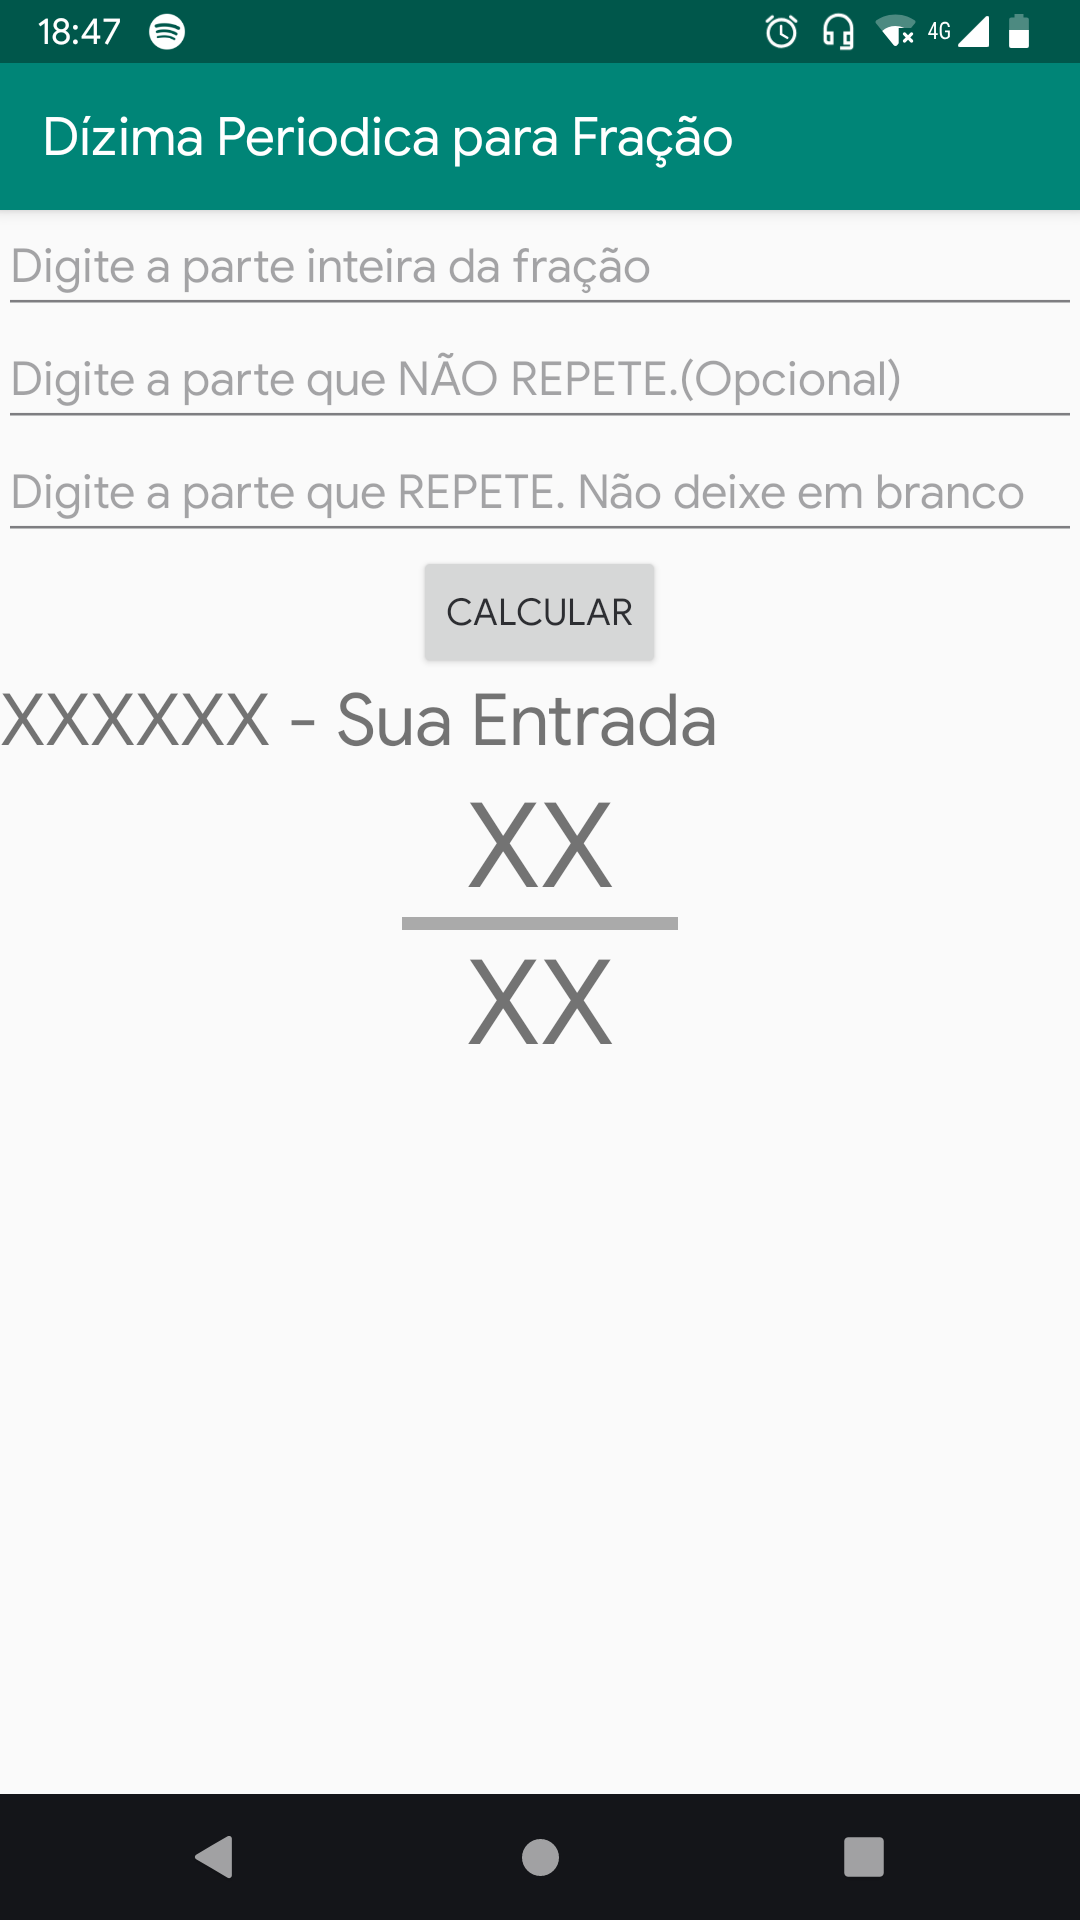 18:47
4G
Dízima Periodica para Fração
Digite a parte inteira da fração
Digite a parte que NÃO REPETE.(Opcional)
Digite a parte que REPETE. Não deixe em branco
CALCULAR
XXXXXX - Sua Entrada
XX
XX